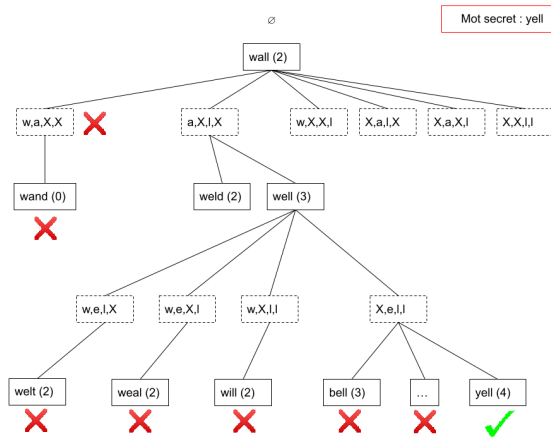 ∅
Mot secret : yell
wall (2)
w,a,X,X
a,X,l,X
w,X,X,l
X,a,l,X
X,a,X,l
X,X,l,l
wand (0)
weld (2)
well (3)
w,e,l,X
w,e,X,l
w,X,l,l
X,e,l,l
welt (2)
weal (2)
will (2)
bell (3)
...
yell (4)